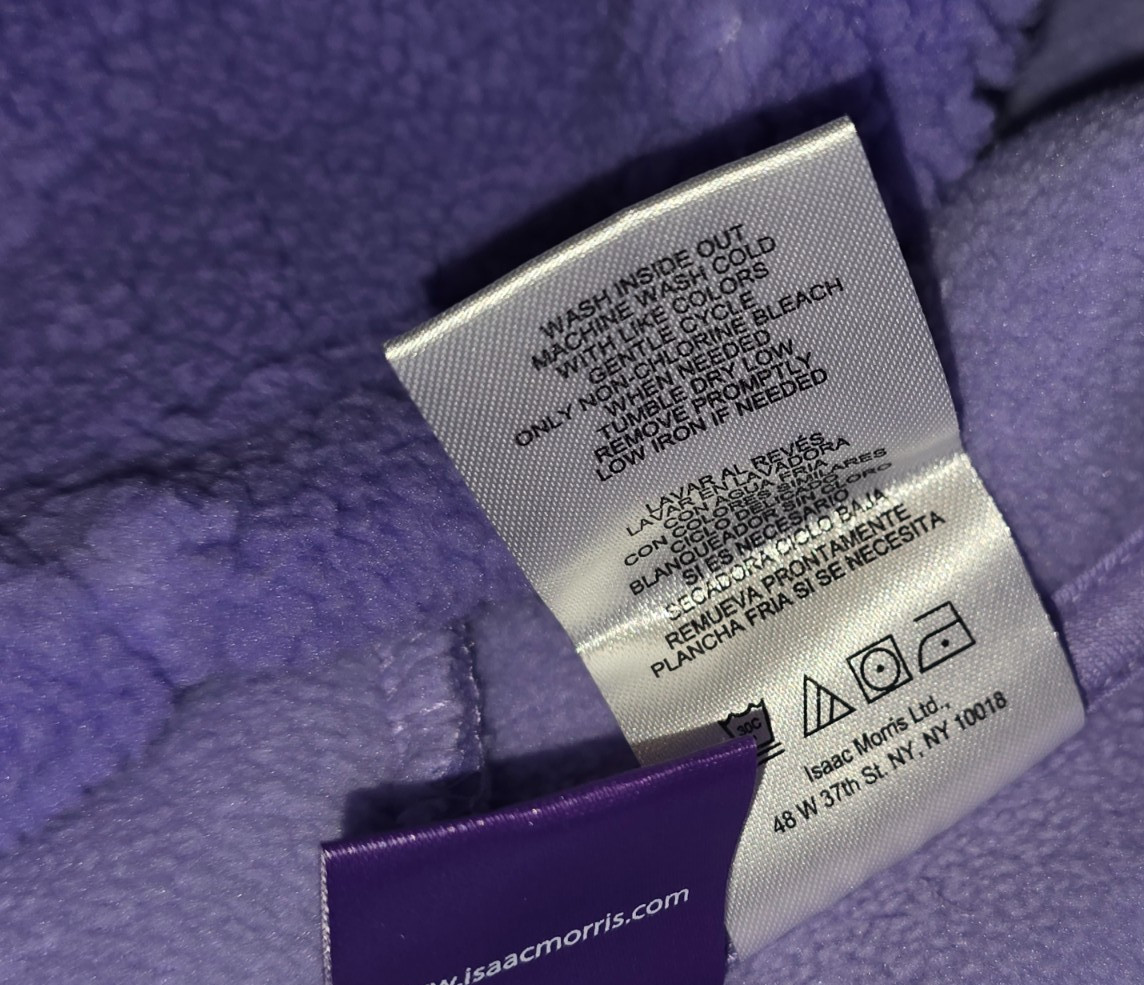 WASH INSIDE OUT
MACHINE WASH COLD
WITH LIKE COLORS
GENTLE CYCLE
ONLY NON-CHLORINE BLEACH
WHEN NEEDED
TUMBLE DRY LOW
REMOVE PROMPTLY
LOW IRON IF NEEDED
LAVAR AL REVÉS
LAVAR EN LAVADORA
CON AGUA FRIA
CON COLORES SIMILARES
CICLO
BLANQUEADOR SIN CLORO
SI ES NECESARIO
SECADORA CICLO BAJA
REMUEVA PRONTAMENTE
PLANCHA FRIA SI SE NECESITA
30C
Isaac Morris Ltd.,
48 W 37th St. NY, NY 10018
w.isaacmorris.com